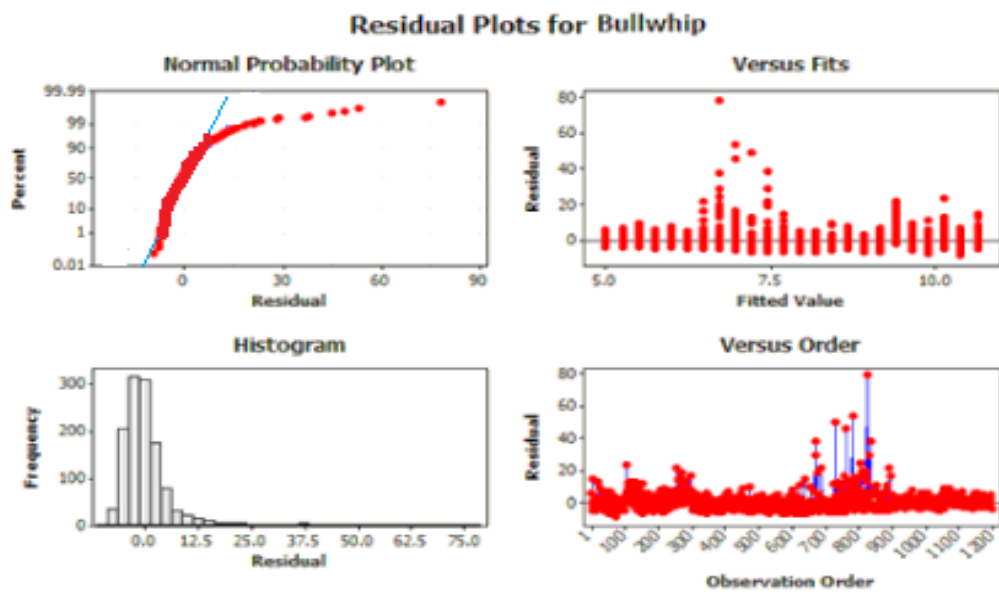 Residual Plots for Bullwhip
Normal Probability Plot
99.99
99
90
50
10
1
0.01
Percent
0 30 60 90
Residual
Versus Fits
80
60
40
20
0
Residual
5.0 7.5 10.0
Fitted Value
Histogram
300
200
100
0
Frequency
0.0 12.5 25.0 37.5 50.0 62.5 75.0
Residual
Versus Order
80
60
40
20
0
Residual
1 100 200 300 400 500 600 700 800 900 1000 1100 1200
Observation Order